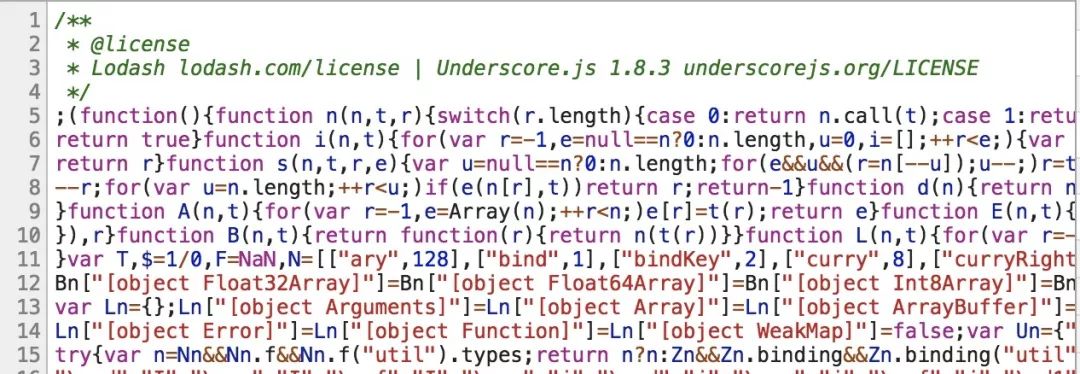 1 /**
2 * @license
3 * Lodash lodash.com/license | Underscore.js 1.8.3 underscorejs.org/LICENSE
4 */
5 ;(function(){function n(n,t,r){switch(r.length){case 0:return n.call(t);case 1:retu
6 return true}function i(n,t){for(var r=-1,e=null==n?0:n.length,u=0,i=[];++r<e;){var
7 return r}function s(n,t,r,e){var u=null==n?0:n.length;for(e&&u&&(r=n[--u]);u--;)r=t
8 --r;for(var u=n.length;++r<u;)if(e(n[r],t))return r;return-1}function d(n){return n
9 }function A(n,t){for(var r=-1,e=Array(n);++r<n;)e[r]=t(r);return e}function E(n,t){
10 }),r}function B(n,t){return function(r){return n(t(r))}}function L(n,t){for(var r=-
11 }var T,$=1/0,F=NaN,N=[["ary",128],["bind",1],["bindKey",2],["curry",8],["curryRight
12 Bn["[object Float32Array]"]=Bn["[object Float64Array]"]=Bn["[object Int8Array]"]=Bn
13 var Ln={};Ln["[object Arguments]"]=Ln["[object Array]"]=Ln["[object ArrayBuffer]"]=
14 Ln["[object Error]"]=Ln["[object Function]"]=Ln["[object WeakMap]"]=false;var Un={"
15 try{var n=Nn&&Nn.f&&Nn.f("util").types;return n?n:Zn&&Zn.binding&&Zn.binding("util"